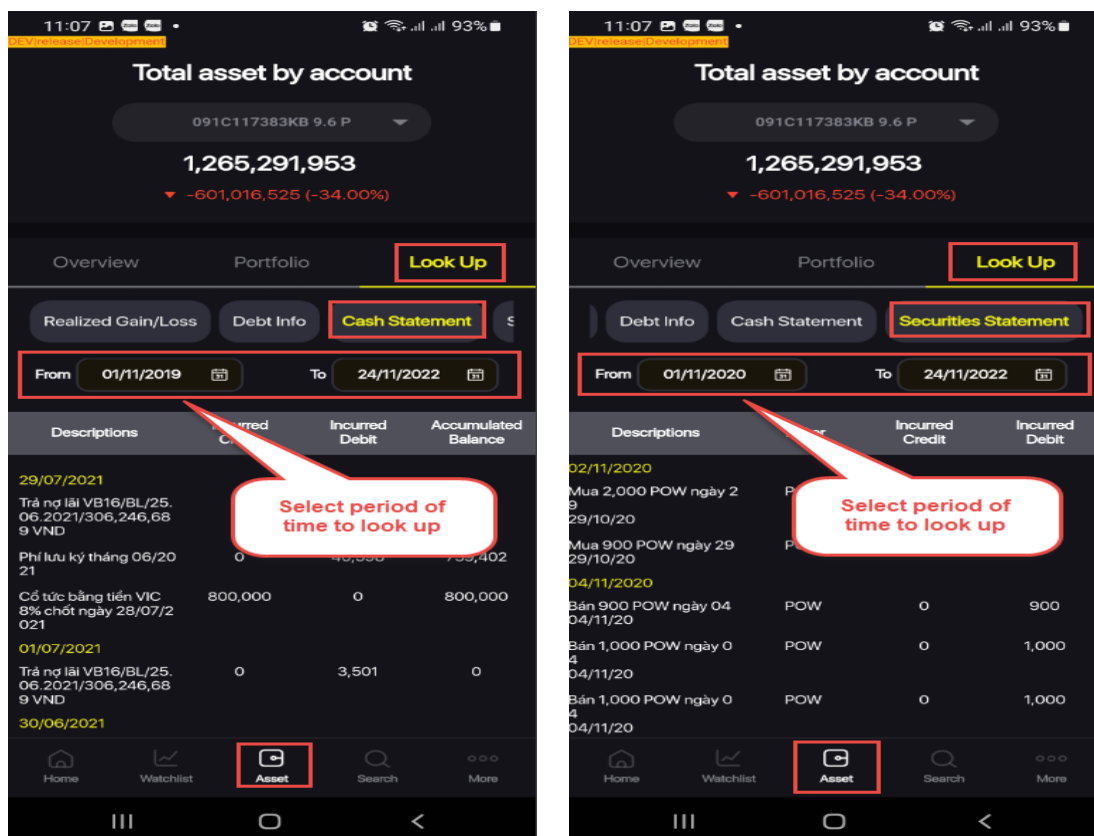 11:07
93%
DEV|release|Development
Total asset by account
091C117383KB 9.6 P
1,265,291,953
-601,016,525 (-34.00%)
Overview Portfolio Look Up
Realized Gain/Loss Debt Info Cash Statement
From 01/11/2019 To 24/11/2022
Descriptions Incurred Incurred Accumulated
Debit Balance
29/07/2021
Trả nợ lãi VB16/BL/25.
06.2021/306,246,68
9 VND
Select period of
time to look up
Phí lưu ký tháng 06/20 0
21
Cổ tức bằng tiền VIC 800,000 0 800,000
8% chốt ngày 28/07/2
021
01/07/2021
Trả nợ lãi VB16/BL/25. 0 3,501 0
06.2021/306,246,68
9 VND
30/06/2021
Home Watchlist Asset Search More
11:07
93%
DEV|release|Development
Total asset by account
091C117383KB 9.6 P
1,265,291,953
-601,016,525 (-34.00%)
Overview Portfolio Look Up
Debt Info Cash Statement Securities Statement
From 01/11/2020 To 24/11/2022
Descriptions Incurred Incurred
Credit Debit
02/11/2020
Mua 2,000 POW ngày 2
9
29/10/20
Select period of
time to look up
Mua 900 POW ngày 29
29/10/20
04/11/2020
Bán 900 POW ngày 04 POW 0 900
04/11/20
Bán 1,000 POW ngày 0 POW 0 1,000
4
04/11/20
Bán 1,000 POW ngày 0 POW 0 1,000
4
04/11/20
Home Watchlist Asset Search More